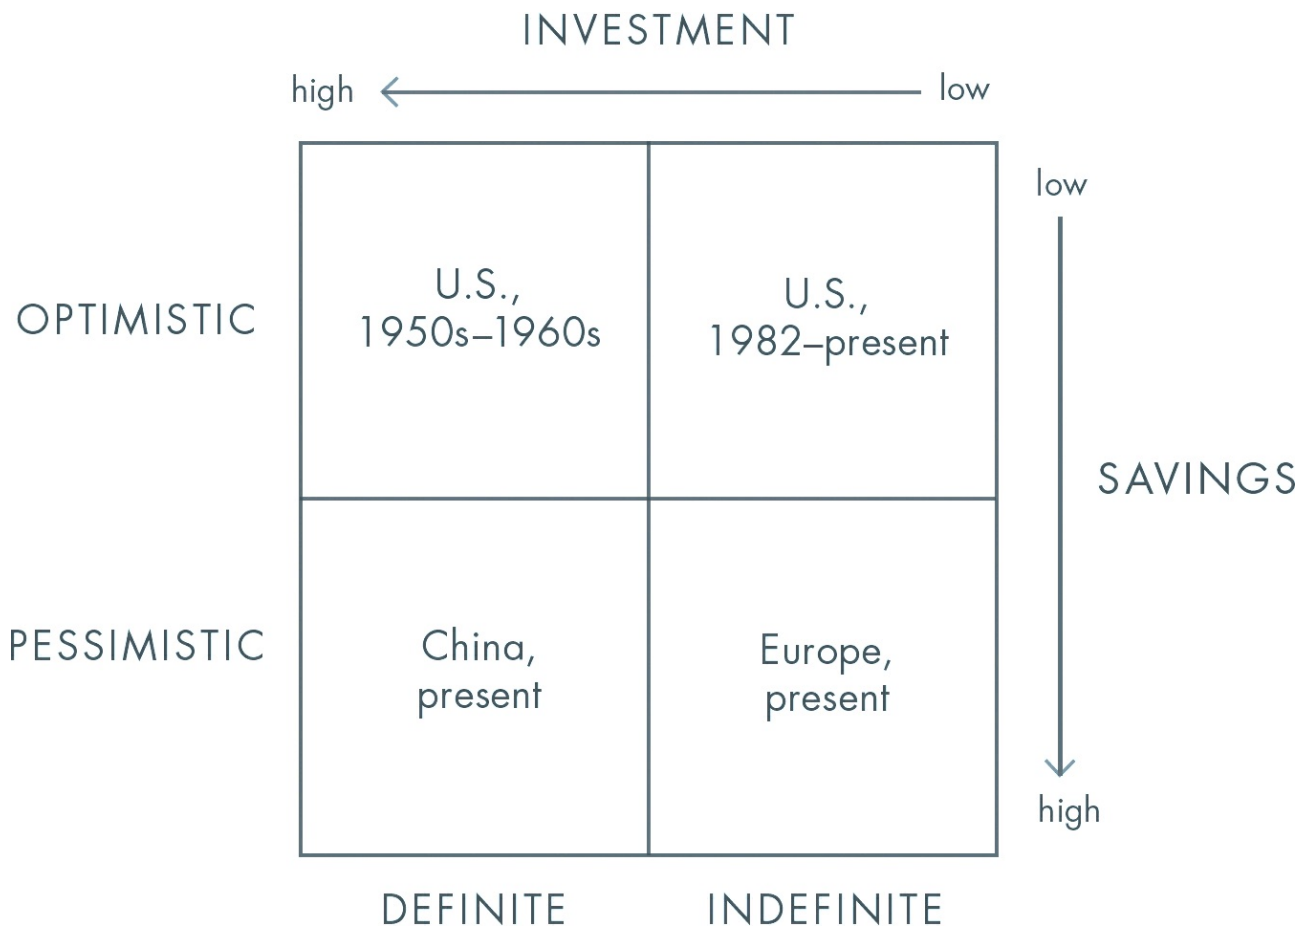 INVESTMENT
high
low
low
OPTIMISTIC
U.S.,
1950s–1960s
U.S.,
1982–present
SAVINGS
PESSIMISTIC
China,
present
Europe,
present
high
DEFINITE
INDEFINITE